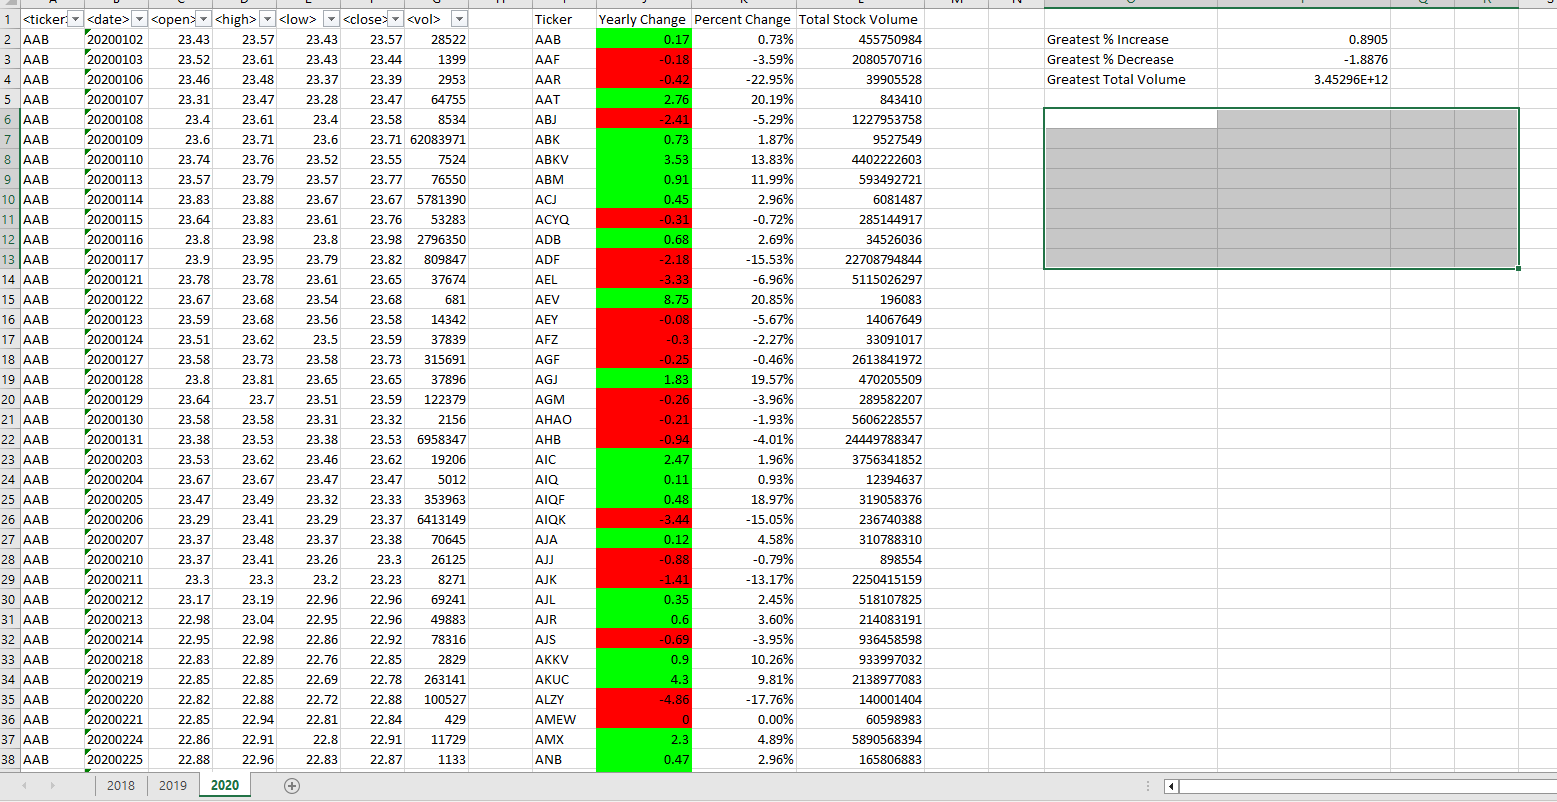 <ticker> <date> <open> <high> <low> <close> <vol> Ticker Yearly Change Percent Change Total Stock Volume
2 AAB 20200102 23.43 23.57 23.43 23.57 28522 AAB 0.17 0.73% 455750984 Greatest % Increase 0.8905
3 AAB 20200103 23.52 23.61 23.43 23.44 1399 AAF -0.18 -3.59% 2080570716 Greatest % Decrease -1.8876
4 AAB 20200106 23.46 23.48 23.37 23.39 2953 AAR -0.42 -22.95% 39905528 Greatest Total Volume 3.45296E+12
5 AAB 20200107 23.31 23.47 23.28 23.47 64755 AAT 2.76 20.19% 843410
6 AAB 20200108 23.4 23.61 23.4 23.58 8534 ABJ -2.41 -5.29% 1227953758
7 AAB 20200109 23.6 23.71 23.6 23.71 62083971 ABK 0.73 1.87% 9527549
8 AAB 20200110 23.74 23.76 23.52 23.55 7524 ABKV 3.53 13.83% 4402222603
9 AAB 20200113 23.57 23.79 23.57 23.77 76550 ABM 0.91 11.99% 593492721
10 AAB 20200114 23.83 23.88 23.67 23.67 5781390 ACJ 0.45 2.96% 6081487
11 AAB 20200115 23.64 23.83 23.61 23.76 53283 ACYQ -0.31 -0.72% 285144917
12 AAB 20200116 23.8 23.98 23.8 23.98 2796350 ADB 0.68 2.69% 34526036
13 AAB 20200117 23.9 23.95 23.79 23.82 809847 ADF -2.18 -15.53% 22708794844
14 AAB 20200121 23.78 23.78 23.61 23.65 37674 AEL -3.33 -6.96% 5115026297
15 AAB 20200122 23.67 23.68 23.54 23.68 681 AEV 8.75 20.85% 196083
16 AAB 20200123 23.59 23.68 23.56 23.58 14342 AEY -0.08 -5.67% 14067649
17 AAB 20200124 23.51 23.62 23.5 23.59 37839 AFZ -0.3 -2.27% 33091017
18 AAB 20200127 23.58 23.73 23.58 23.73 315691 AGF -0.25 -0.46% 2613841972
19 AAB 20200128 23.8 23.81 23.65 23.65 37896 AGJ 1.83 19.57% 470205509
20 AAB 20200129 23.64 23.7 23.51 23.59 122379 AGM -0.26 -3.96% 289582207
21 AAB 20200130 23.58 23.58 23.31 23.32 2156 AHAO -0.21 -1.93% 5606228557
22 AAB 20200131 23.38 23.53 23.38 23.53 6958347 AHB -0.94 -4.01% 24449788347
23 AAB 20200203 23.53 23.62 23.46 23.62 19206 AIC 2.47 1.96% 3756341852
24 AAB 20200204 23.67 23.67 23.47 23.47 5012 AIQ 0.11 0.93% 12394637
25 AAB 20200205 23.47 23.49 23.32 23.33 353963 AIQF 0.48 18.97% 319058376
26 AAB 20200206 23.29 23.41 23.29 23.37 6413149 AIQK -3.44 -15.05% 236740388
27 AAB 20200207 23.37 23.48 23.37 23.38 70645 AJA 0.12 4.58% 310788310
28 AAB 20200210 23.37 23.41 23.26 23.3 26125 AJJ -0.88 -0.79% 898554
29 AAB 20200211 23.3 23.3 23.2 23.23 8271 AJK -1.41 -13.17% 2250415159
30 AAB 20200212 23.17 23.19 22.96 22.96 69241 AJL 0.35 2.45% 518107825
31 AAB 20200213 22.98 23.04 22.95 22.96 49883 AJR 0.6 3.60% 214083191
32 AAB 20200214 22.95 22.98 22.86 22.92 78316 AJS -0.69 -3.95% 936458598
33 AAB 20200218 22.83 22.89 22.76 22.85 2829 AKKV 0.9 10.26% 933997032
34 AAB 20200219 22.85 22.85 22.69 22.78 263141 AKUC 4.3 9.81% 2138977083
35 AAB 20200220 22.82 22.88 22.72 22.88 100527 ALZY -4.86 -17.76% 140001404
36 AAB 20200221 22.85 22.94 22.81 22.84 429 AMEW 0 0.00% 60598983
37 AAB 20200224 22.86 22.91 22.8 22.91 11729 AMX 2.3 4.89% 5890568394
38 AAB 20200225 22.88 22.96 22.83 22.87 1133 ANB 0.47 2.96% 165806883
2018 2019 2020